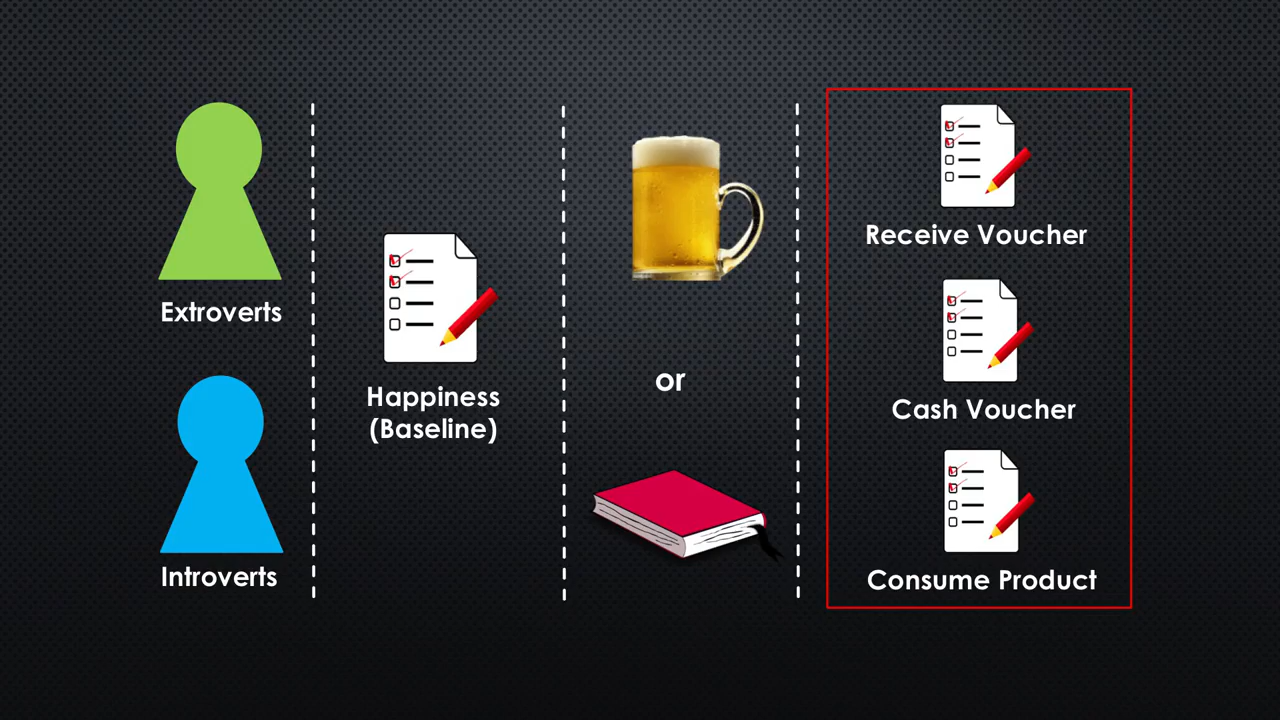 Extroverts
Introverts
Happiness
(Baseline)
or
Receive Voucher
Cash Voucher
Consume Product